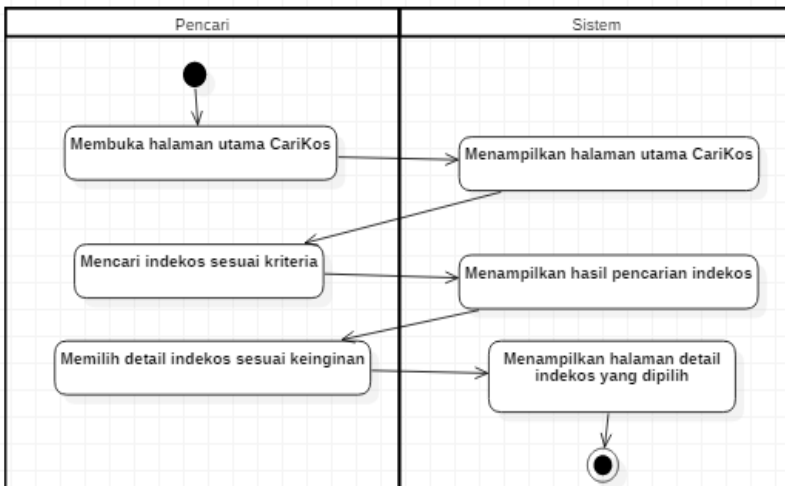 Pencari
Sistem
Membuka halaman utama CariKos
Menampilkan halaman utama CariKos
Mencari indekos sesuai kriteria
Menampilkan hasil pencarian indekos
Memilih detail indekos sesuai keinginan
Menampilkan halaman detail
indekos yang dipilih